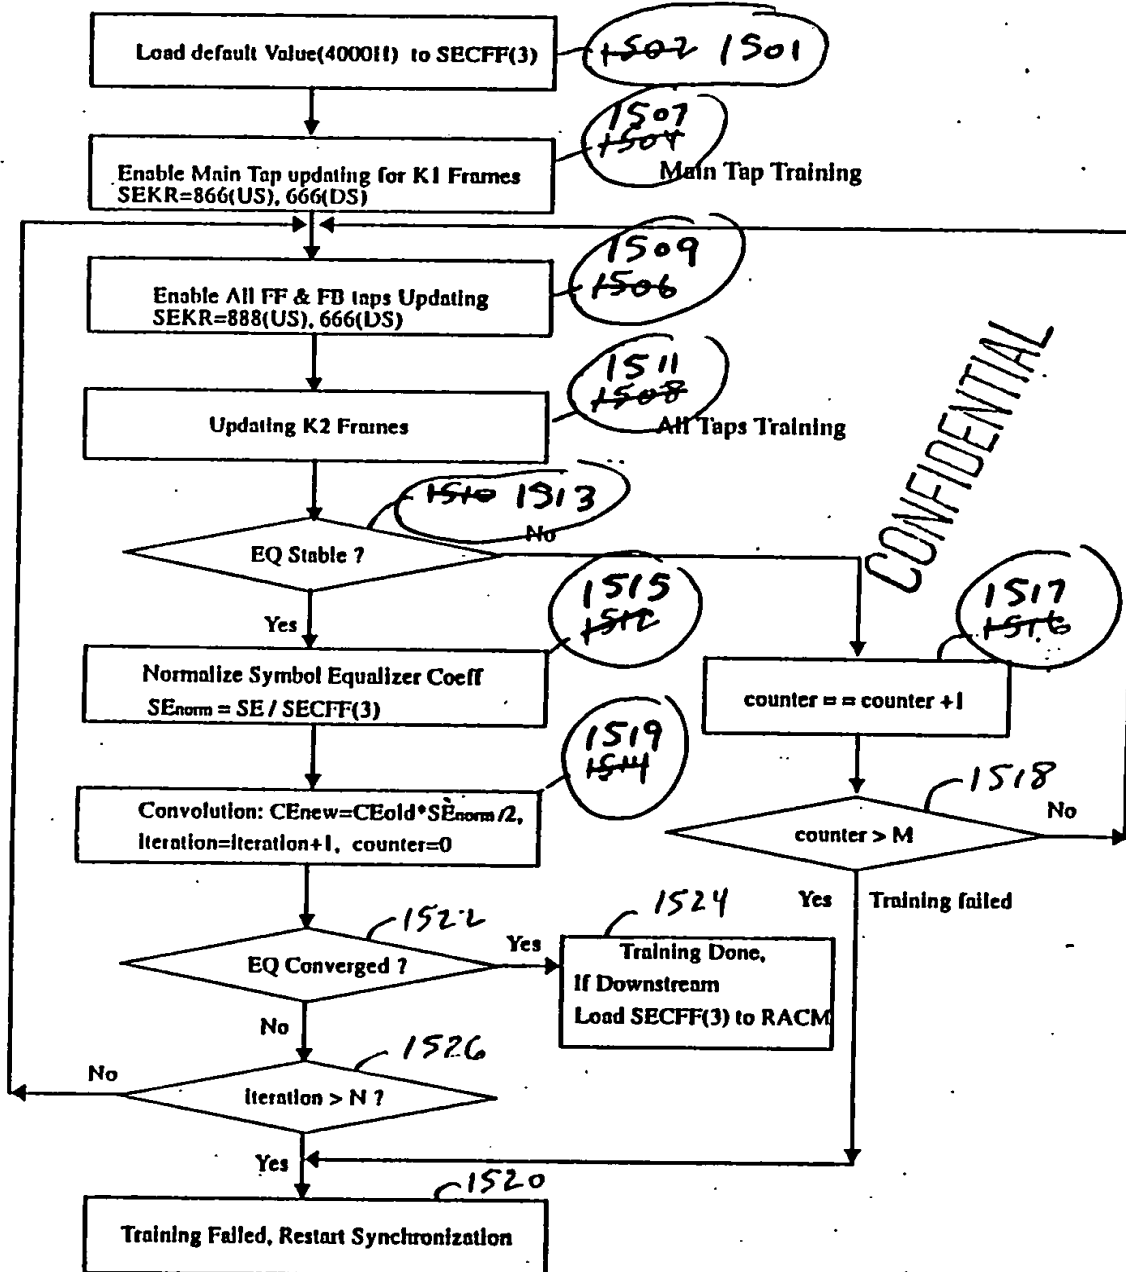 Load default Value(4000H) to SECFF(3)
1502 1501
1507
1504
Enable Main Tap updating for K1 Frames
SEKR=866(US), 666(DS)
Main Tap Training
1509
1506
Enable All FF & FB taps Updating
SEKR=888(US), 666(DS)
1511
1508
Updating K2 Frames
All Taps Training
CONFIDENTIAL
1510 1513
No
EQ Stable ?
Yes
1515
1512
1517
1516
Normalize Symbol Equalizer Coeff
SEnorm = SE / SECFF(3)
counter = = counter +1
1519
1514
Convolution: CEnew=CEold*SEnorm/2,
iteration=iteration+1, counter=0
1518
counter > M
No
Yes
Training failed
1522
EQ Converged ?
Yes
1524
Training Done,
If Downstream
Load SECFF(3) to RACM
No
1526
iteration > N ?
No
Yes
1520
Training Failed, Restart Synchronization